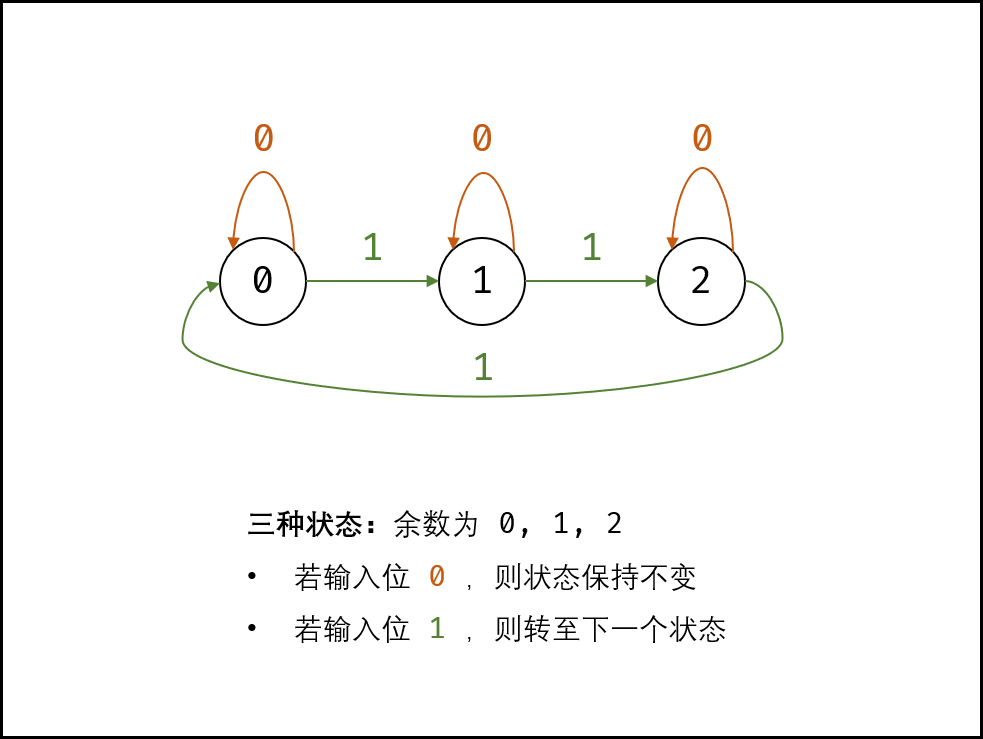 0 0 0
1 1
0 1 2
1
三种状态：余数为 0, 1, 2
• 若输入位 0 ，则状态保持不变
• 若输入位 1 ，则转至下一个状态